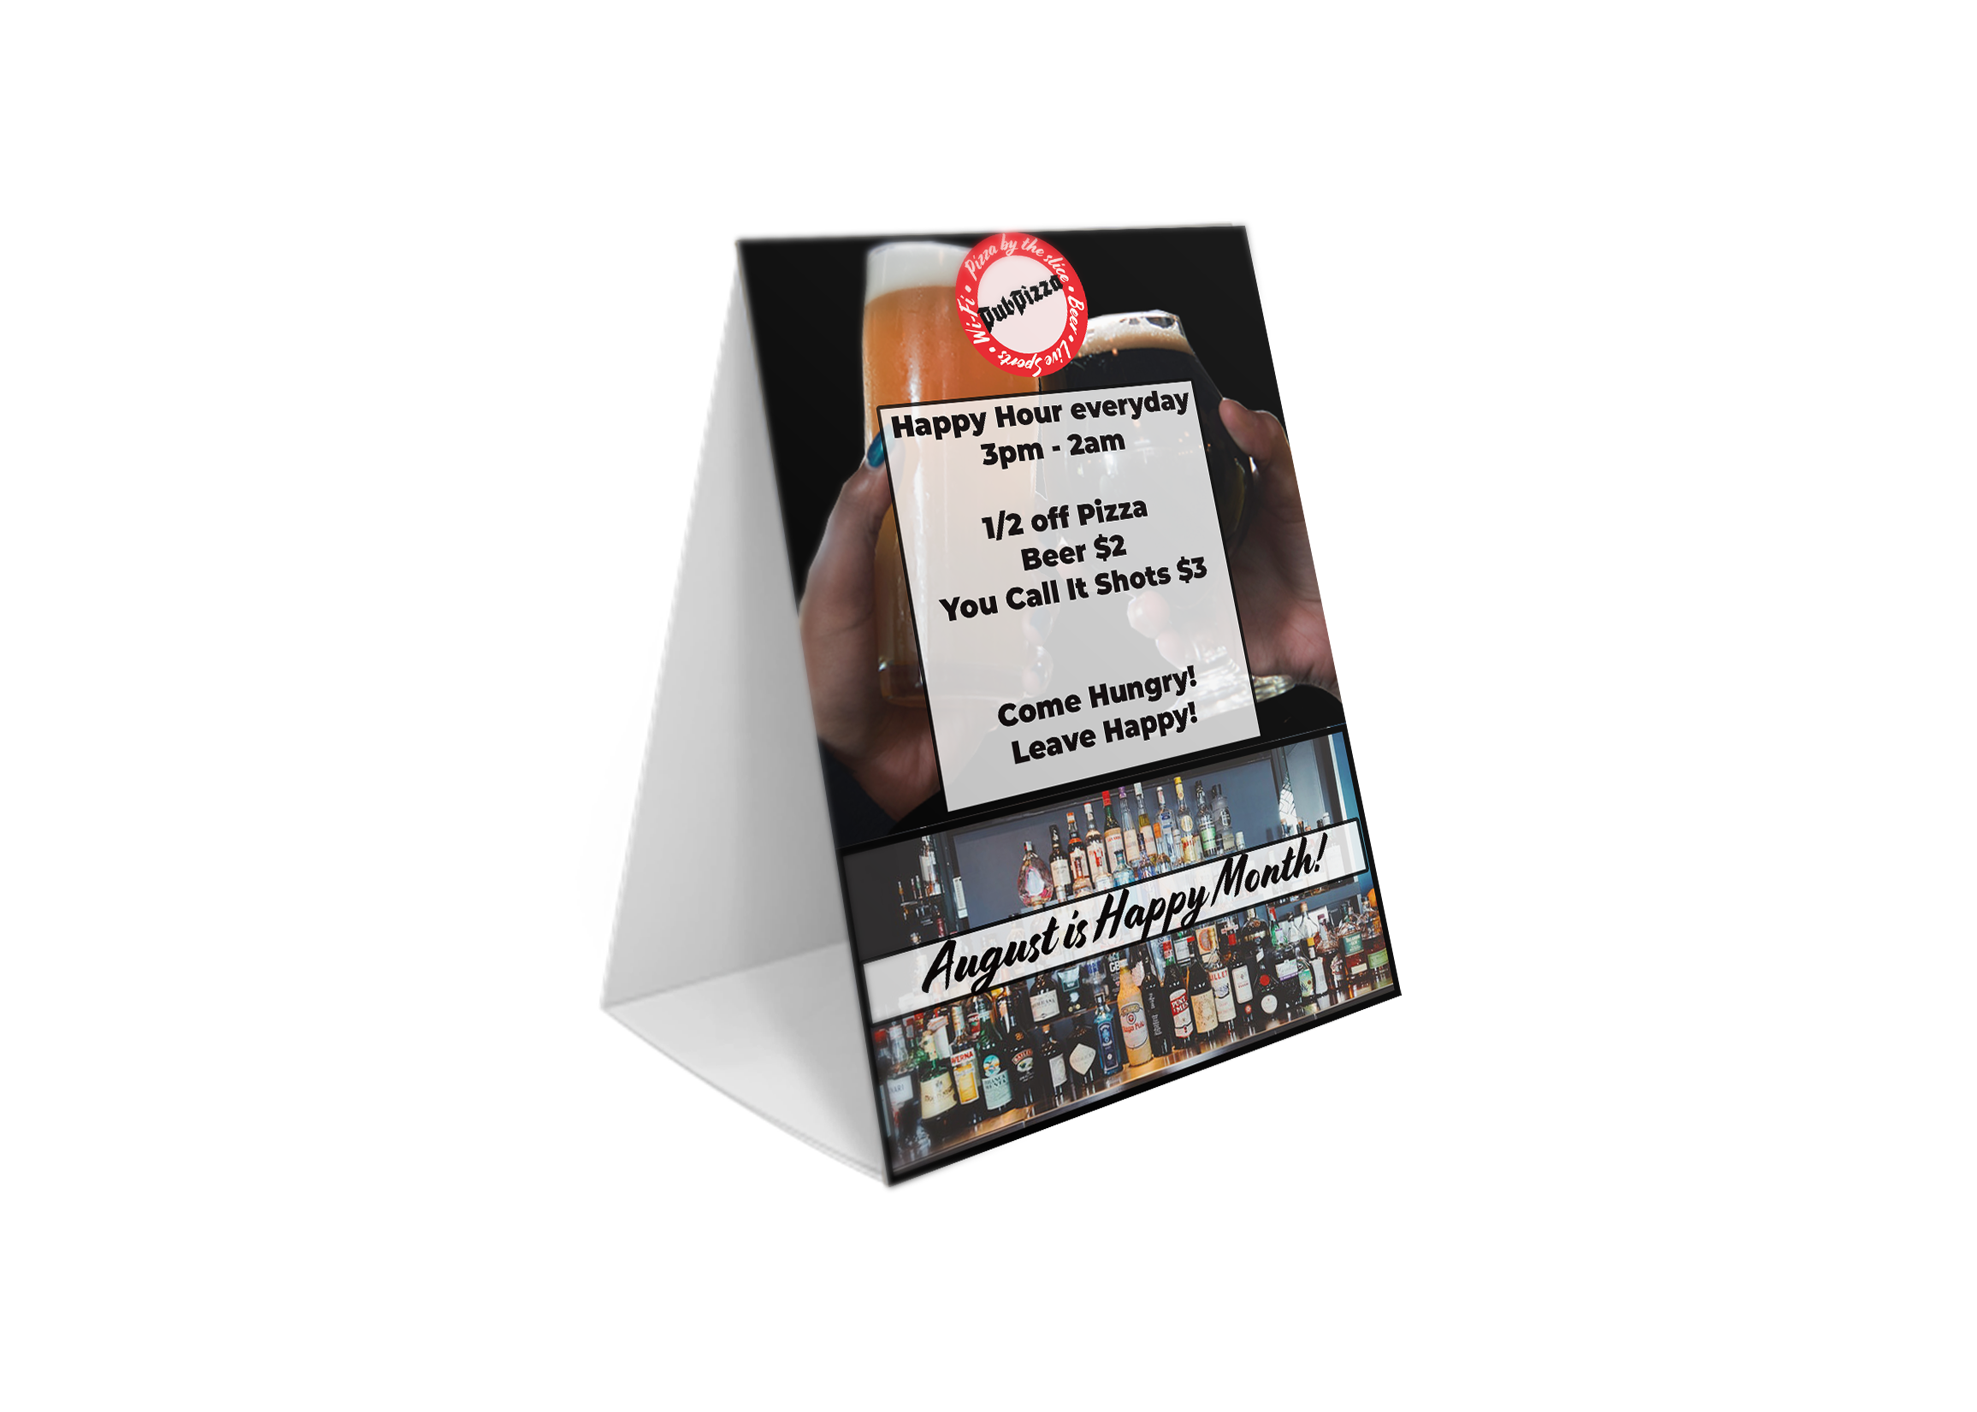 Pizza by the slice • Beer • Live Sports • Wi-Fi •
PubPizza
Happy Hour everyday
3pm - 2am
1/2 off Pizza
Beer $2
You Call It Shots $3
Come Hungry!
Leave Happy!
August is Happy Month!